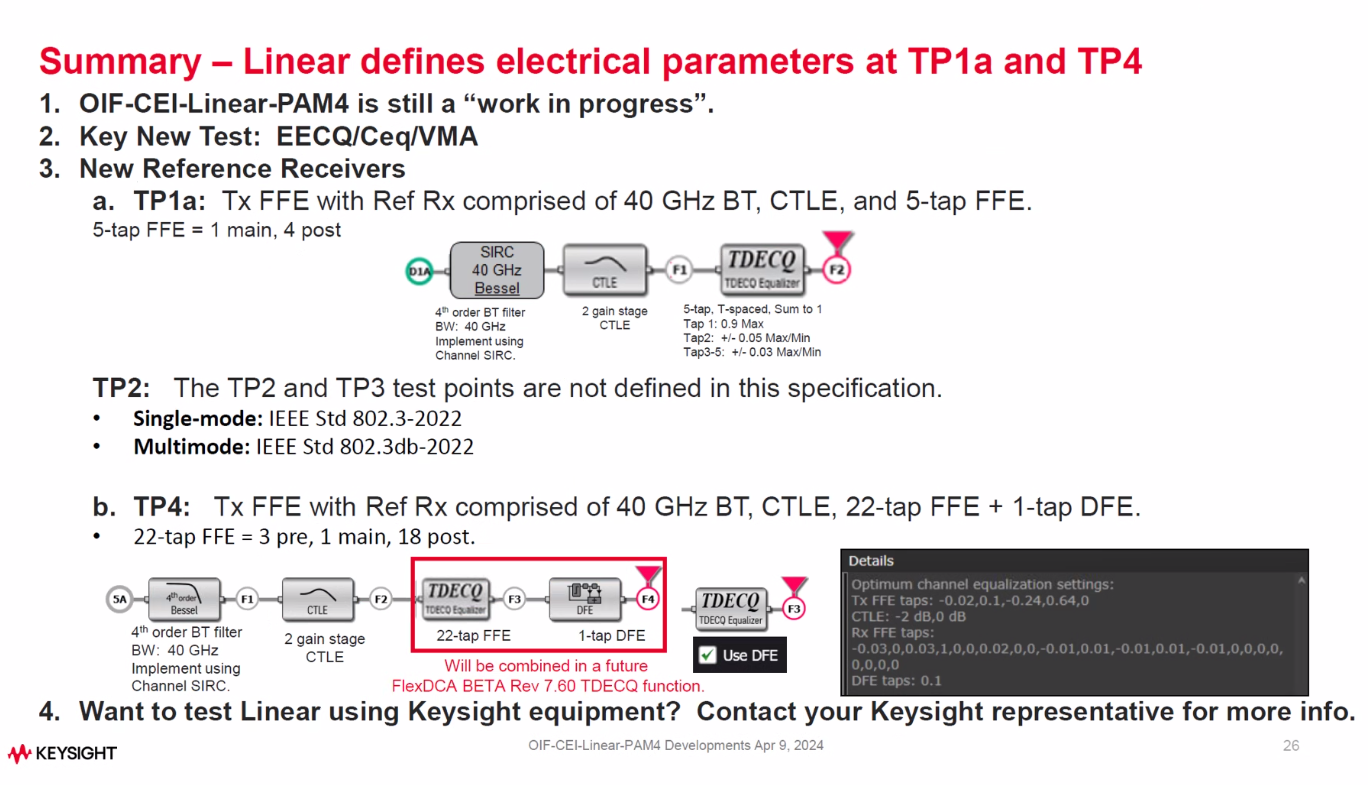 Summary – Linear defines electrical parameters at TP1a and TP4
1. OIF-CEI-Linear-PAM4 is still a “work in progress”.
2. Key New Test: EECQ/Ceq/VMA
3. New Reference Receivers
a. TP1a: Tx FFE with Ref Rx comprised of 40 GHz BT, CTLE, and 5-tap FFE.
5-tap FFE = 1 main, 4 post
D1A
SIRC
40 GHz
Bessel
CTLE
F1
TDECQ
TDECQ Equalizer
F2
4th order BT filter
BW: 40 GHz
Implement using
Channel SIRC.
2 gain stage
CTLE
5-tap, T-spaced, Sum to 1
Tap 1: 0.9 Max
Tap2: +/- 0.05 Max/Min
Tap3-5: +/- 0.03 Max/Min
TP2: The TP2 and TP3 test points are not defined in this specification.
• Single-mode: IEEE Std 802.3-2022
• Multimode: IEEE Std 802.3db-2022
b. TP4: Tx FFE with Ref Rx comprised of 40 GHz BT, CTLE, 22-tap FFE + 1-tap DFE.
• 22-tap FFE = 3 pre, 1 main, 18 post.
5A
4th order
Bessel
F1
CTLE
F2
TDECQ
TDECQ Equalizer
F3
DFE
F4
22-tap FFE
1-tap DFE
4th order BT filter
BW: 40 GHz
Implement using
Channel SIRC.
2 gain stage
CTLE
Will be combined in a future
FlexDCA BETA Rev 7.60 TDECQ function.
TDECQ
TDECQ Equalizer
F3
Use DFE
Details
Optimum channel equalization settings:
Tx FFE taps: -0.02,0.1,-0.24,0.64,0
CTLE: -2 dB,0 dB
Rx FFE taps:
-0.03,0,0.03,1,0,0,0.02,0,0,-0.01,0.01,-0.01,0.01,-0.01,0,0,0,0,
0,0,0,0
DFE taps: 0.1
4. Want to test Linear using Keysight equipment? Contact your Keysight representative for more info.
KEYSIGHT
OIF-CEI-Linear-PAM4 Developments Apr 9, 2024
26